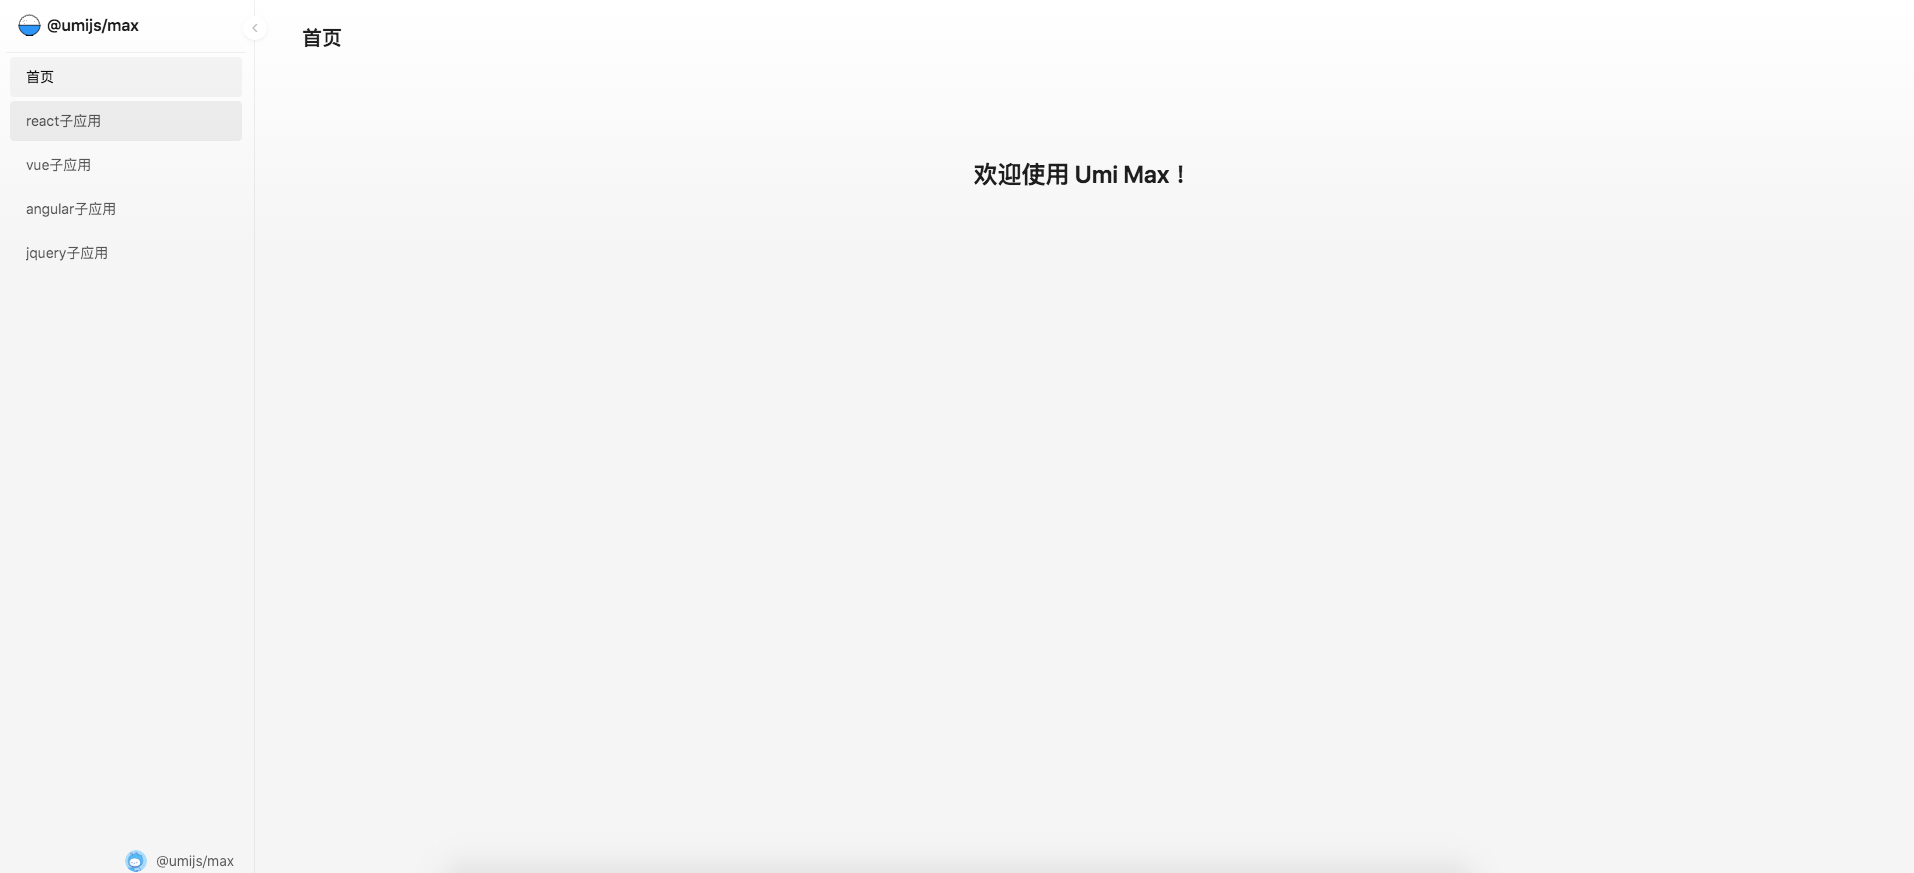 @umijs/max
首页
react子应用
vue子应用
angular子应用
jquery子应用
@umijs/max
首页
欢迎使用 Umi Max！